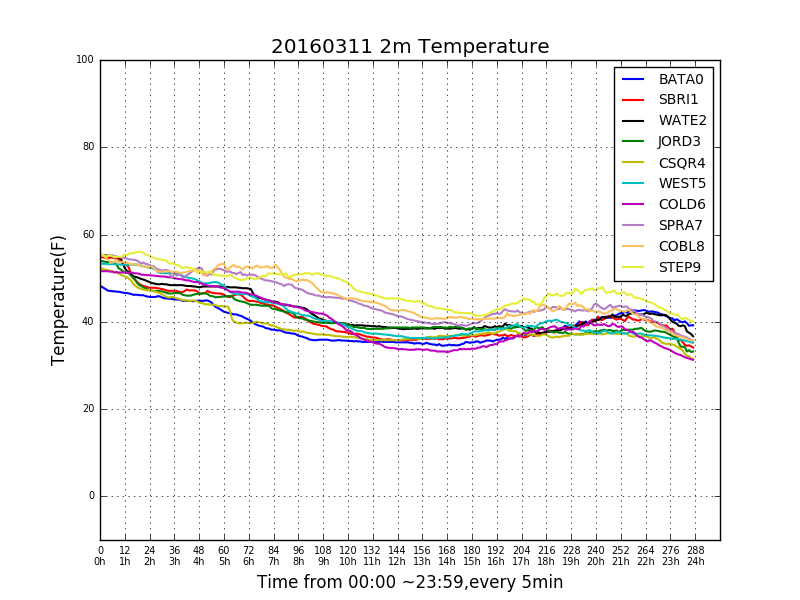 20160311 2m Temperature
Temperature(F)
100
80
60
40
20
0
BATA0
SBRI1
WATE2
JORD3
CSQR4
WEST5
COLD6
SPRA7
COBL8
STEP9
0 12 24 36 48 60 72 84 96 108 120 132 144 156 168 180 192 204 216 228 240 252 264 276 288
0h 1h 2h 3h 4h 5h 6h 7h 8h 9h 10h 11h 12h 13h 14h 15h 16h 17h 18h 19h 20h 21h 22h 23h 24h
Time from 00:00 ~23:59,every 5min